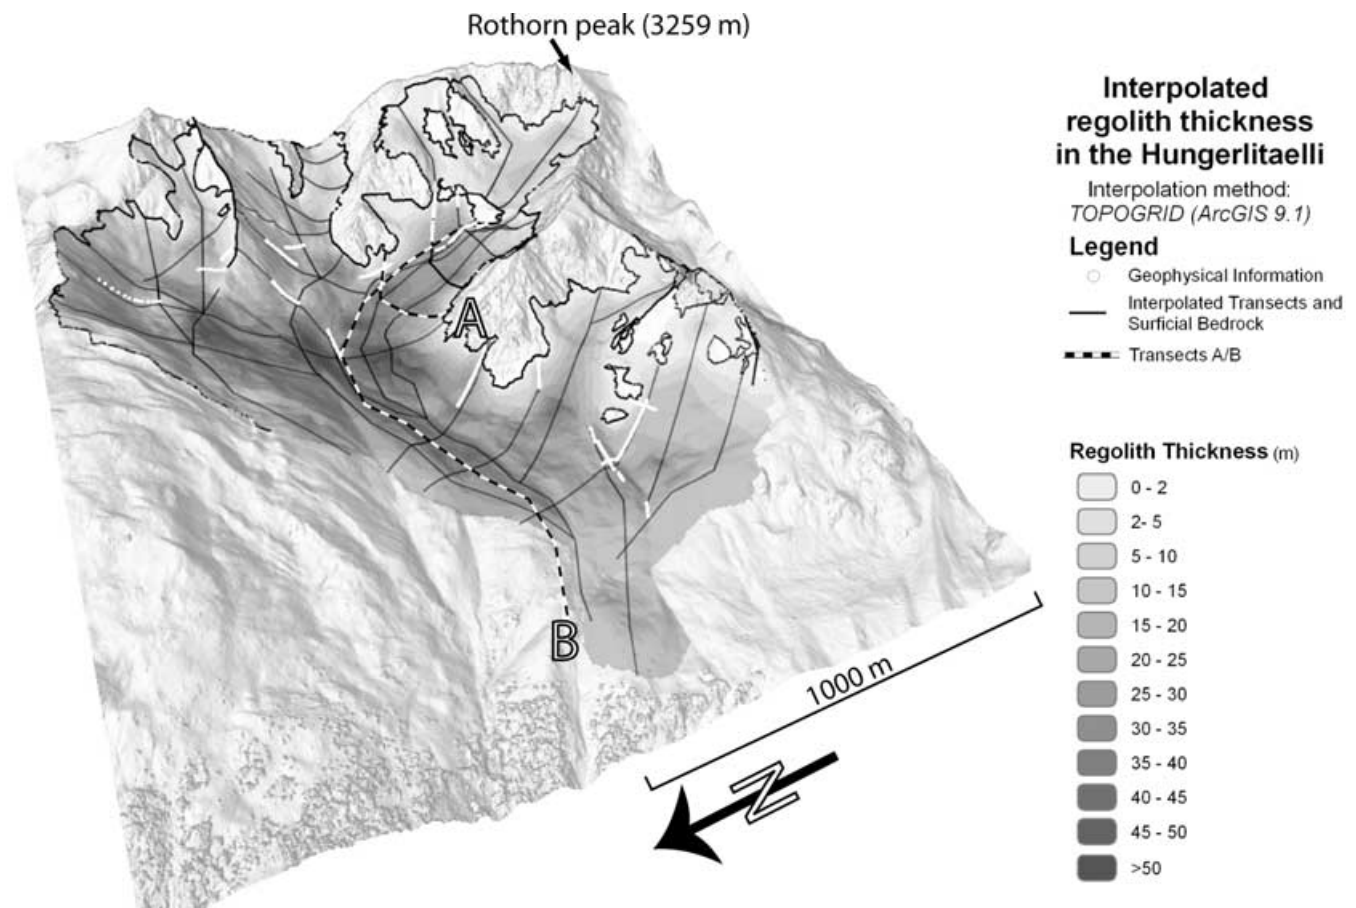 Rothorn peak (3259 m)
Interpolated
regolith thickness
in the Hungerlitaelli
Interpolation method:
TOPOGRID (ArcGIS 9.1)
Legend
Geophysical Information
Interpolated Transects and
Surficial Bedrock
Transects A/B
A
B
Regolith Thickness (m)
0 - 2
2- 5
5 - 10
10 - 15
15 - 20
20 - 25
25 - 30
30 - 35
35 - 40
40 - 45
45 - 50
>50
1000 m
N